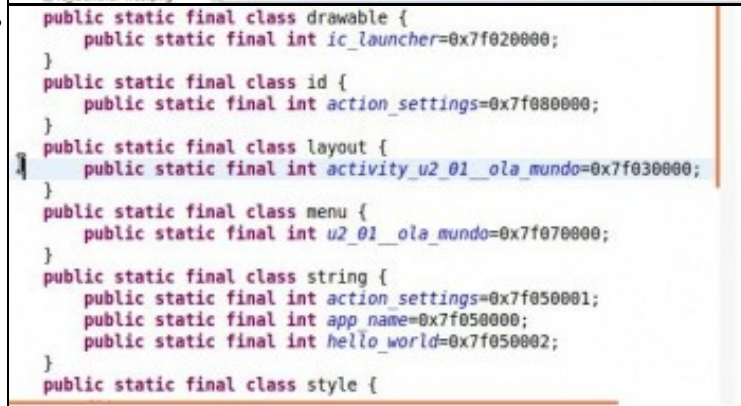 public static final class drawable {
public static final int ic_launcher=0x7f020000;
}
public static final class id {
public static final int action_settings=0x7f080000;
}
public static final class layout {
public static final int activity_u2_01__ola_mundo=0x7f030000;
}
public static final class menu {
public static final int u2_01__ola_mundo=0x7f070000;
}
public static final class string {
public static final int action_settings=0x7f050001;
public static final int app_name=0x7f050000;
public static final int hello_world=0x7f050002;
}
public static final class style {